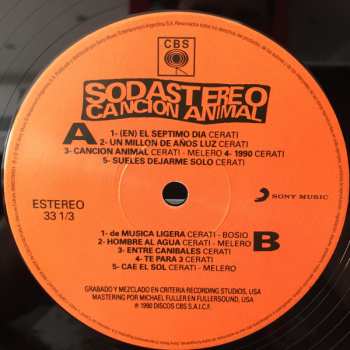 CBS
SODASTEREO
CANCION ANIMAL
A
1- (EN) EL SEPTIMO DIA CERATI
2- UN MILLON DE AÑOS LUZ CERATI
3- CANCION ANIMAL CERATI - MELERO 4- 1990 CERATI
5- SUELES DEJARME SOLO CERATI
ESTEREO
33 1/3
SONY MUSIC
B
1- de MUSICA LIGERA CERATI - BOSIO
2- HOMBRE AL AGUA CERATI - MELERO
3- ENTRE CANIBALES CERATI
4- TE PARA 3 CERATI
5- CAE EL SOL CERATI - MELERO
GRABADO Y MEZCLADO EN CRITERIA RECORDING STUDIOS, USA
MASTERING POR MICHAEL FULLER EN FULLERSOUND, USA
℗ 1990 DISCOS CBS S.A.I.C.F.